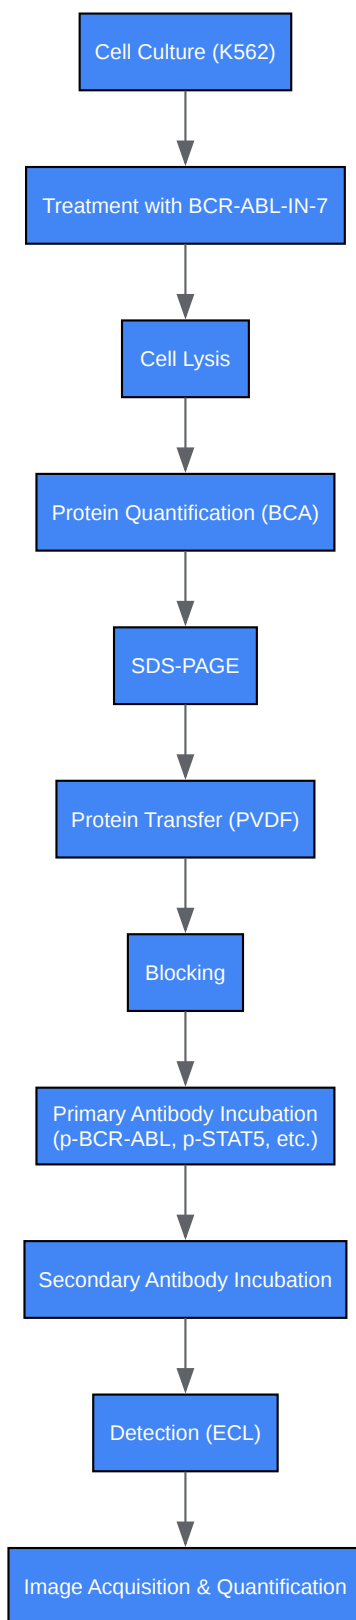 Cell Culture (K562)
Treatment with BCR-ABL-IN-7
Cell Lysis
Protein Quantification (BCA)
SDS-PAGE
Protein Transfer (PVDF)
Blocking
Primary Antibody Incubation
(p-BCR-ABL, p-STAT5, etc.)
Secondary Antibody Incubation
Detection (ECL)
Image Acquisition & Quantification